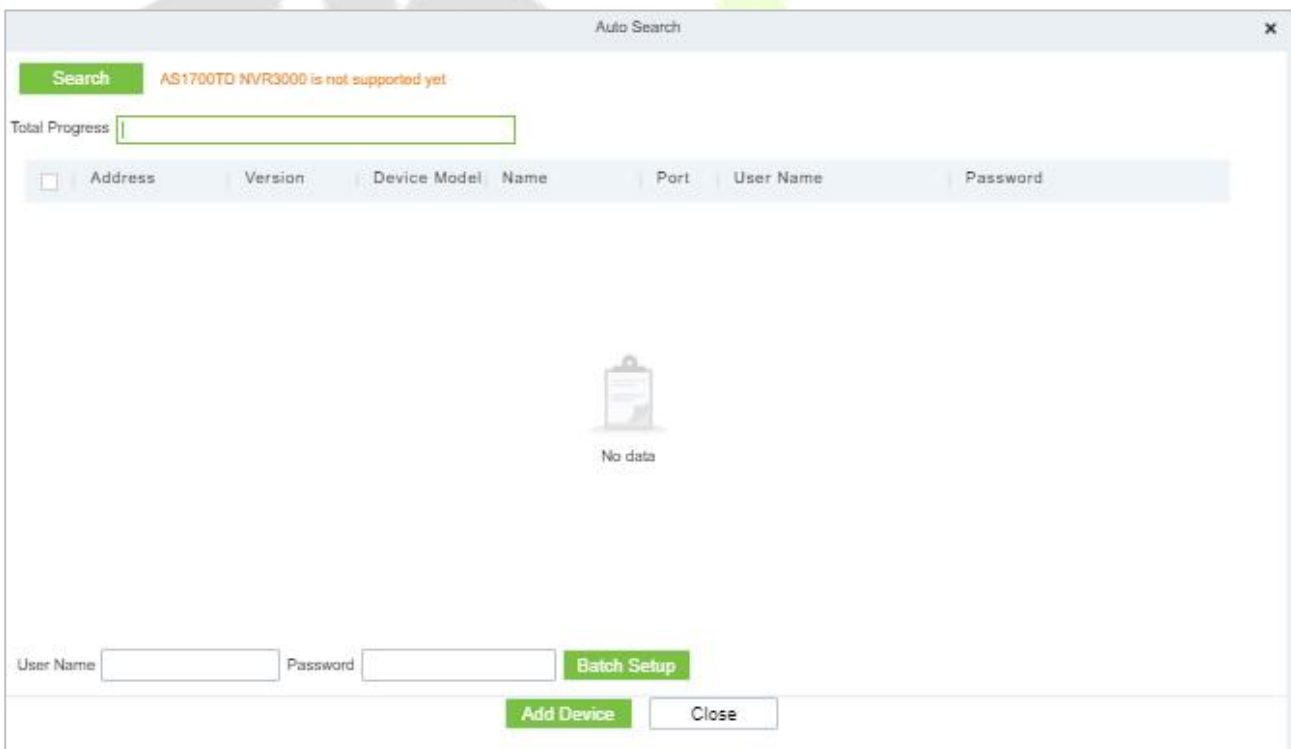 Auto Search
Search AS1700TD NVR3000 is not supported yet
Total Progress
Address Version Device Model Name Port User Name Password
No data
User Name Password Batch Setup
Add Device Close